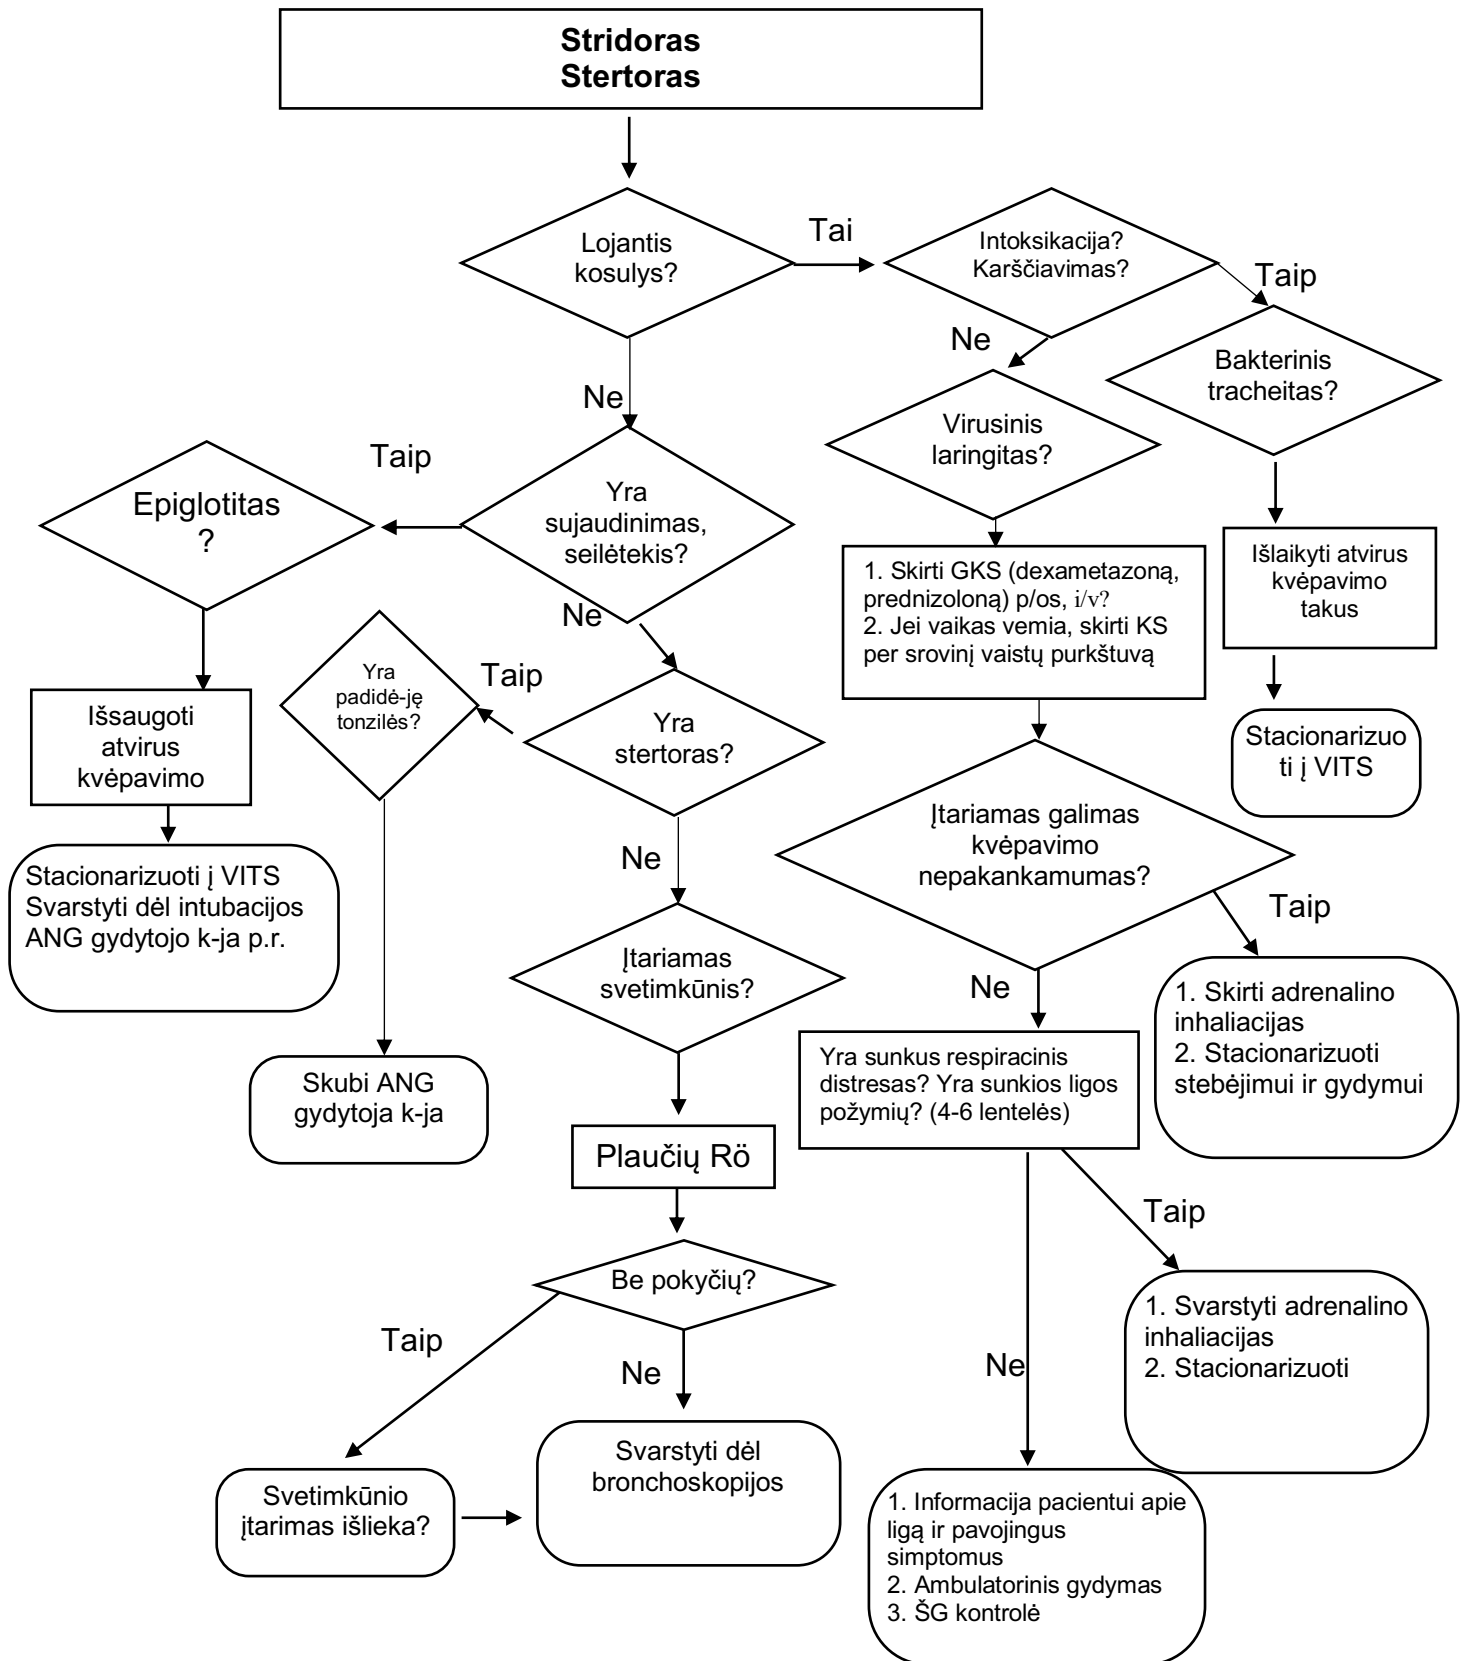 Stridoras
Stertoras
Lojantis
kosulys?
Tai
Intoksikacija?
Karščiavimas?
Taip
Ne
Bakterinis
tracheitas?
Ne
Virusinis
laringitas?
Taip
Epiglotitas
?
Yra
sujaudinimas,
seilėtekis?
1. Skirti GKS (dexametazoną,
prednizoloną) p/os, i/v?
2. Jei vaikas vemia, skirti KS
per srovinį vaistų purkštuvą
Išlaikyti atvirus
kvėpavimo
takus
Ne
Yra
padidė-ję
tonzilės?
Taip
Yra
stertoras?
Išsaugoti
atvirus
kvėpavimo
Stacionarizuo
ti į VITS
Įtariamas galimas
kvėpavimo
nepakankamumas?
Ne
Stacionarizuoti į VITS
Svarstyti dėl intubacijos
ANG gydytojo k-ja p.r.
Taip
Įtariamas
svetimkūnis?
Ne
1. Skirti adrenalino
inhaliacijas
2. Stacionarizuoti
stebėjimui ir gydymui
Yra sunkus respiracinis
distresas? Yra sunkios ligos
požymių? (4-6 lentelės)
Skubi ANG
gydytoja k-ja
Plaučių Rö
Taip
Be pokyčių?
Taip
Ne
Ne
1. Svarstyti adrenalino
inhaliacijas
2. Stacionarizuoti
Svarstyti dėl
bronchoskopijos
Svetimkūnio
įtarimas išlieka?
1. Informacija pacientui apie
ligą ir pavojingus
simptomus
2. Ambulatorinis gydymas
3. ŠG kontrolė